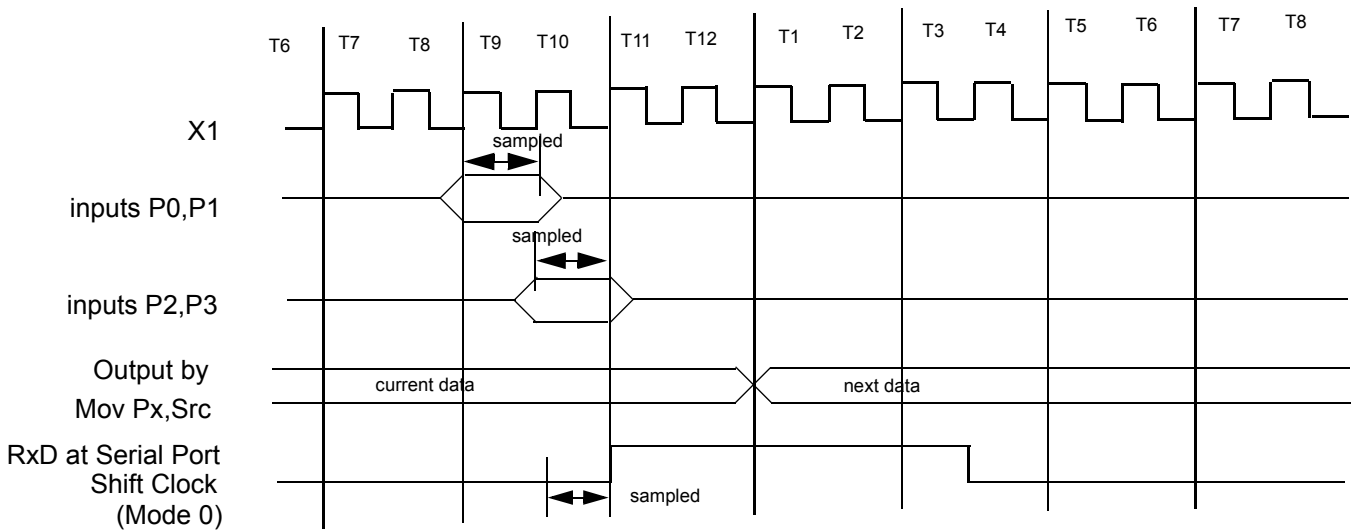 T6 T7 T8 T9 T10 T11 T12 T1 T2 T3 T4 T5 T6 T7 T8
X1
sampled
inputs P0,P1
sampled
inputs P2,P3
Output by
current data
next data
Mov Px,Src
RxD at Serial Port
Shift Clock
sampled
(Mode 0)